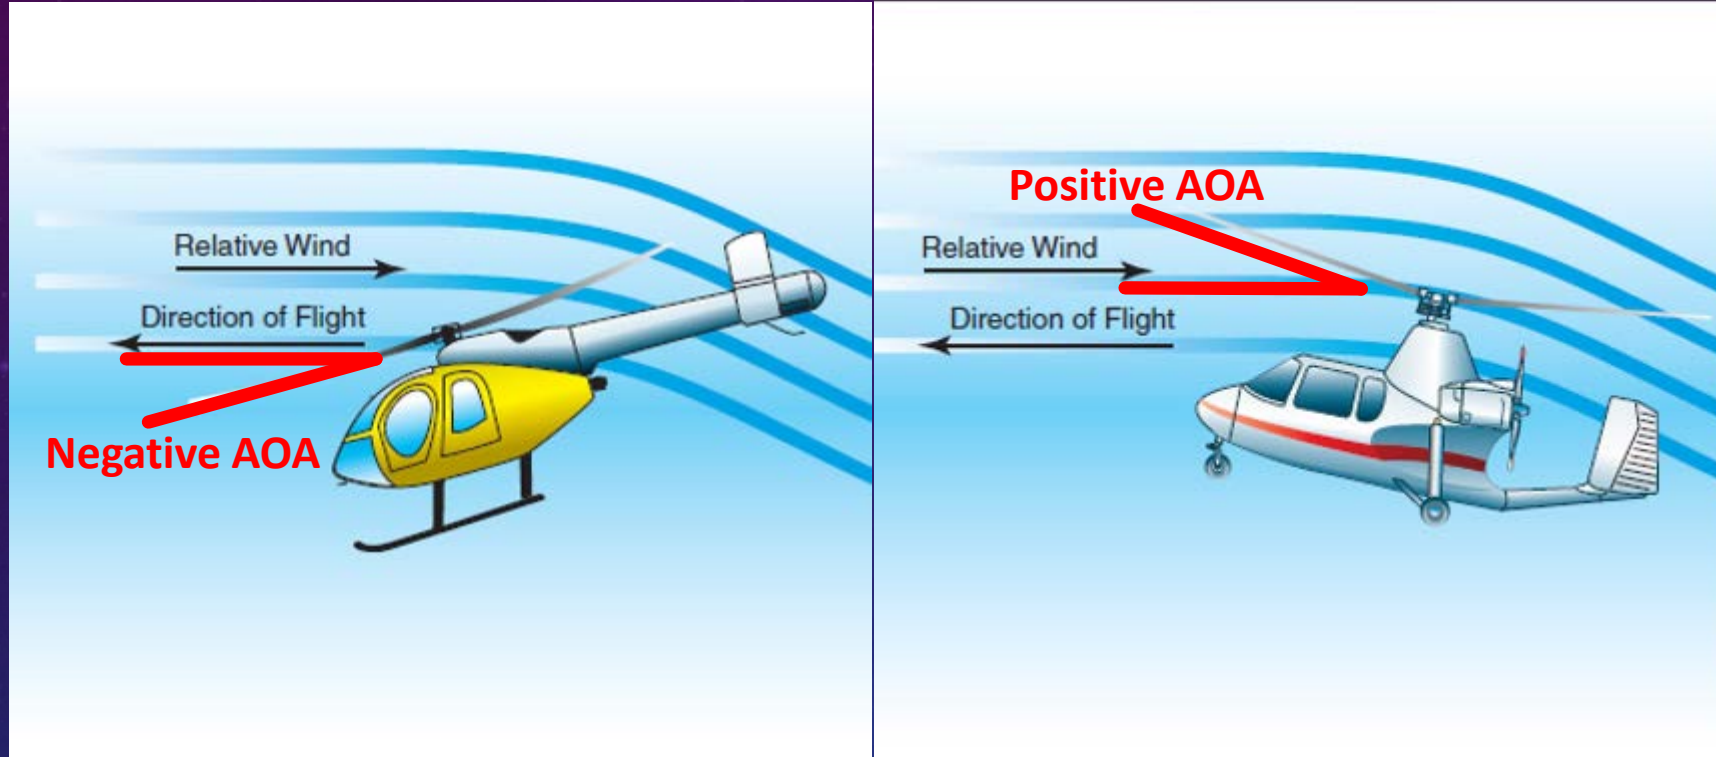 Relative Wind
Direction of Flight
Negative AOA
Positive AOA
Relative Wind
Direction of Flight